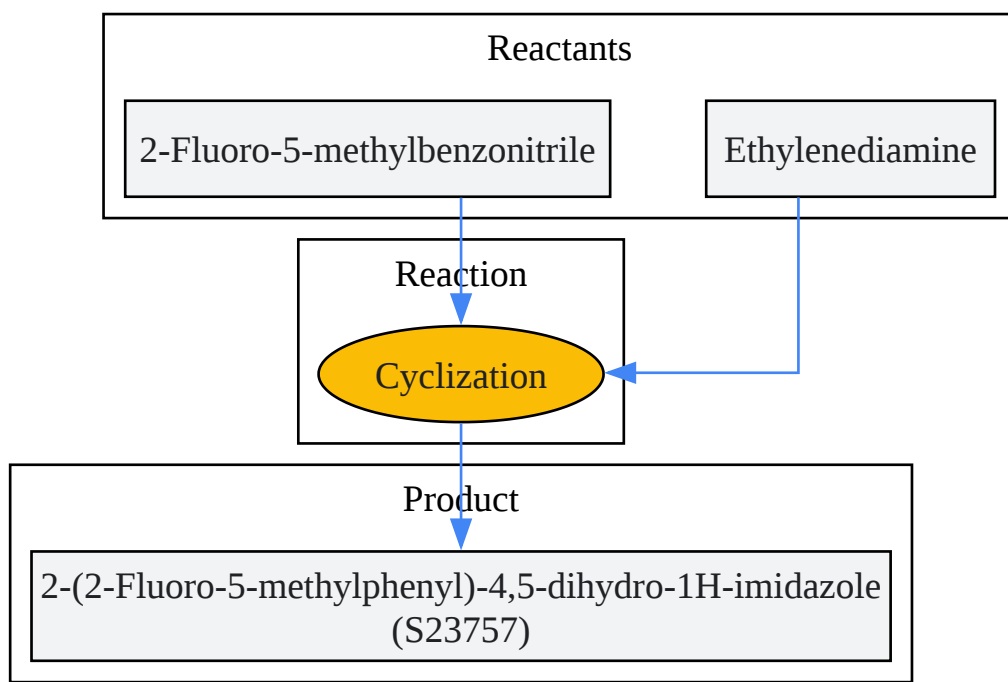 Reactants
2-Fluoro-5-methylbenzonitrile
Ethylenediamine
Reaction
Cyclization
Product
2-(2-Fluoro-5-methylphenyl)-4,5-dihydro-1H-imidazole
(S23757)